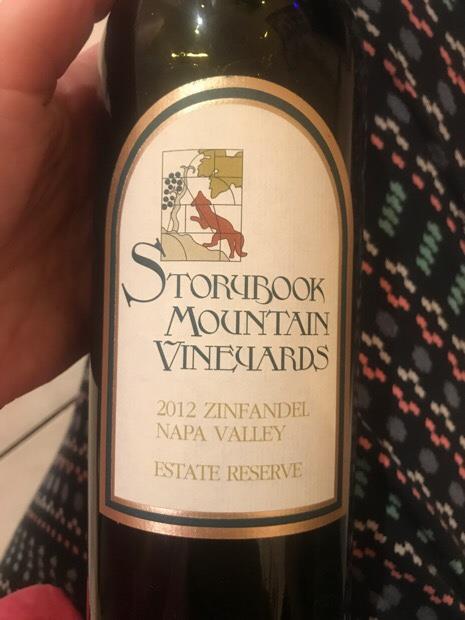 STORYBOOK
MOUNTAIN
VINEYARDS
2012 ZINFANDEL
NAPA VALLEY
ESTATE RESERVE